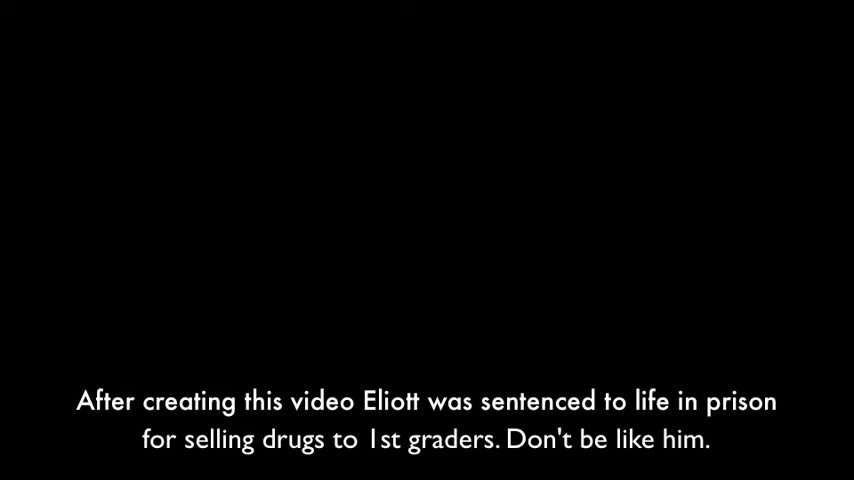 After creating this video Eliott was sentenced to life in prison
for selling drugs to 1st graders. Don't be like him.